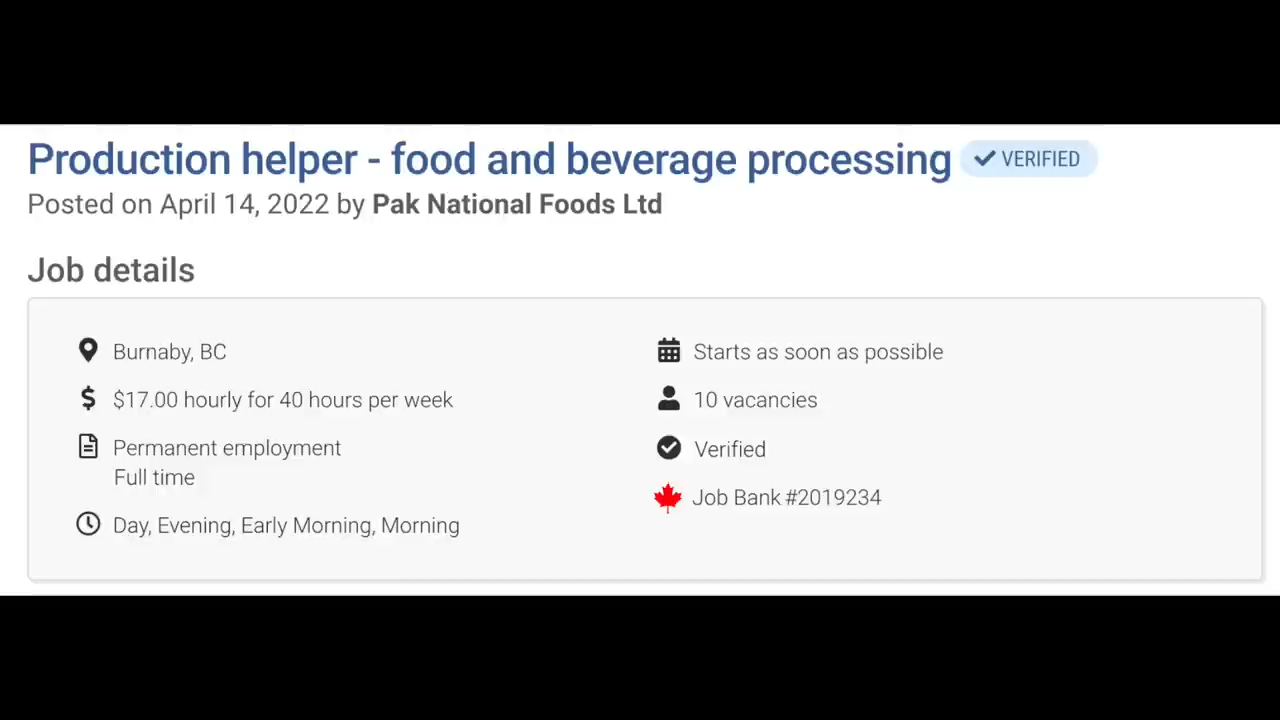 Production helper - food and beverage processing VERIFIED
Posted on April 14, 2022 by Pak National Foods Ltd
Job details
Burnaby, BC
$17.00 hourly for 40 hours per week
Permanent employment
Full time
Day, Evening, Early Morning, Morning
Starts as soon as possible
10 vacancies
Verified
Job Bank #2019234